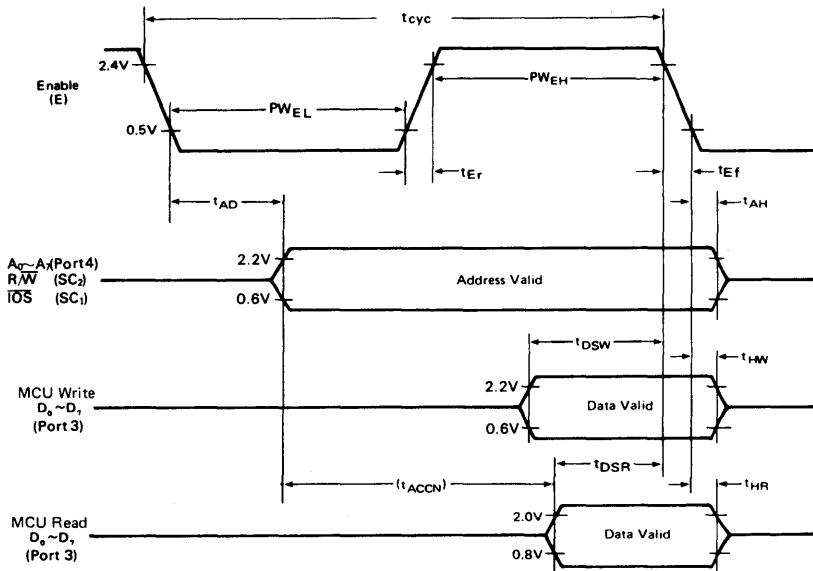 tcyc
2.4V
Enable
(E)
PWEH
PWEL
0.5V
tEr
tEf
tAD
tAH
A0~A7(Port4)
R/W (SC2)
IOS (SC1)
2.2V
Address Valid
0.6V
tDSW
tHW
MCU Write
D0~D7
(Port 3)
2.2V
Data Valid
0.6V
tDSR
(tACCN)
tHR
MCU Read
D0~D7
(Port 3)
2.0V
Data Valid
0.8V